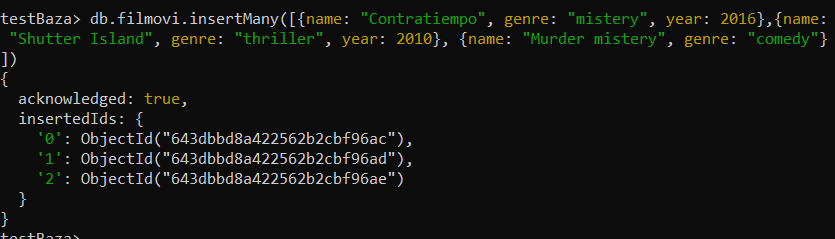 testBaza> db.filmovi.insertMany([{name: "Contratiempo", genre: "mistery", year: 2016},{name:
 "Shutter Island", genre: "thriller", year: 2010}, {name: "Murder mistery", genre: "comedy"}
])
{
  acknowledged: true,
  insertedIds: {
    '0': ObjectId("643dbbd8a422562b2cbf96ac"),
    '1': ObjectId("643dbbd8a422562b2cbf96ad"),
    '2': ObjectId("643dbbd8a422562b2cbf96ae")
  }
}
testBaza>